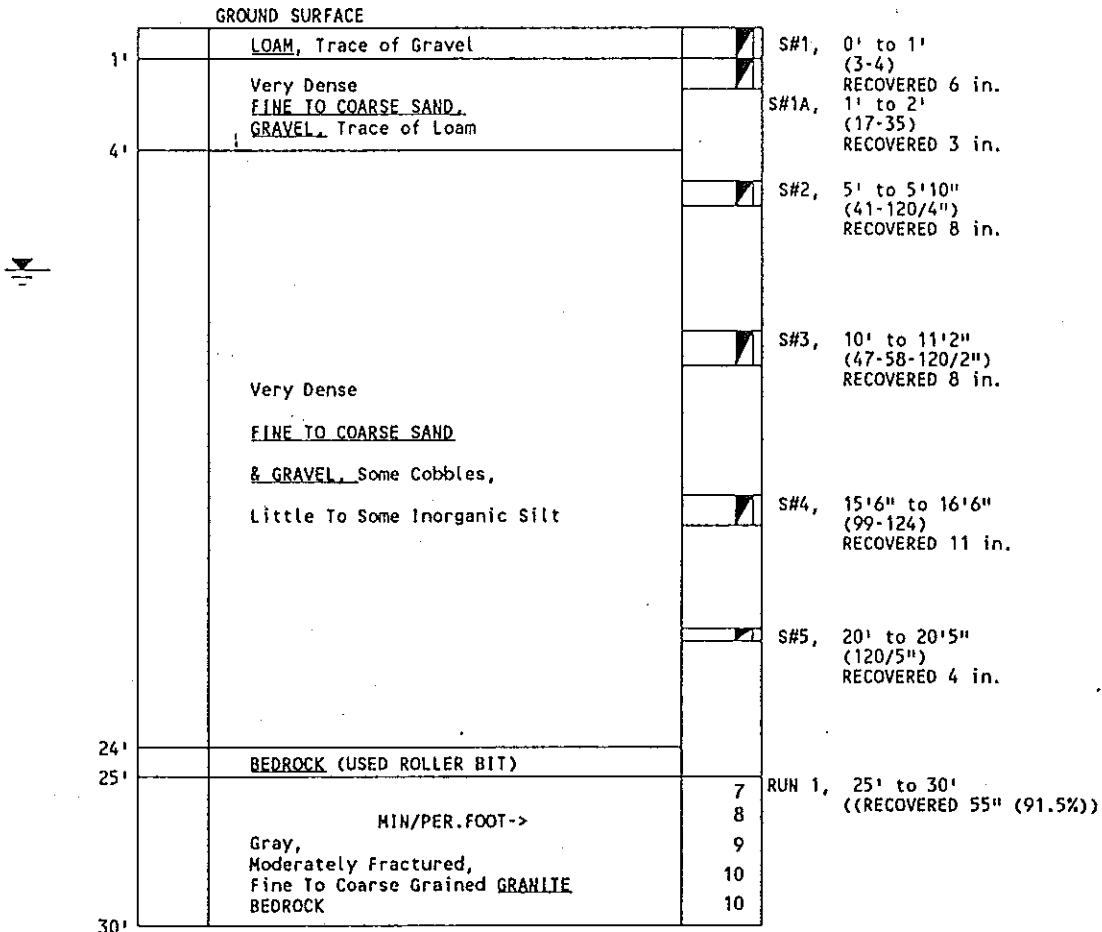 GROUND SURFACE
1'
LOAM, Trace of Gravel
Very Dense
FINE TO COARSE SAND,
GRAVEL, Trace of Loam
4'
Very Dense
FINE TO COARSE SAND
& GRAVEL, Some Cobbles,
Little To Some Inorganic Silt
24'
BEDROCK (USED ROLLER BIT)
25'
MIN/PER.FOOT->
Gray,
Moderately Fractured,
Fine To Coarse Grained GRANITE
BEDROCK
30'
7
8
9
10
10
S#1, 0' to 1'
(3-4)
RECOVERED 6 in.
S#1A, 1' to 2'
(17-35)
RECOVERED 3 in.
S#2, 5' to 5'10"
(41-120/4")
RECOVERED 8 in.
S#3, 10' to 11'2"
(47-58-120/2")
RECOVERED 8 in.
S#4, 15'6" to 16'6"
(99-124)
RECOVERED 11 in.
S#5, 20' to 20'5"
(120/5")
RECOVERED 4 in.
RUN 1, 25' to 30'
((RECOVERED 55" (91.5%))